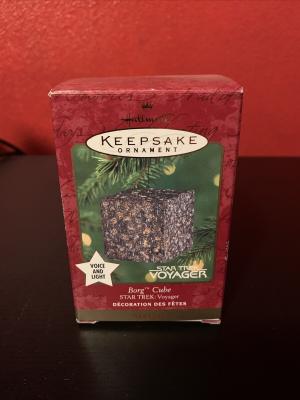 Hallmark
KEEPSAKE
ORNAMENT
VOICE
AND
LIGHT
STAR TREK
VOYAGER
Borg™ Cube
STAR TREK: Voyager
DÉCORATION DES FÊTES